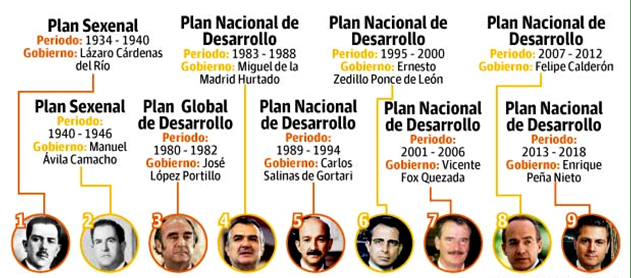 Plan Sexenal
Periodo: 1934 - 1940
Gobierno: Lázaro Cárdenas
del Río
Plan Nacional de
Desarrollo
Periodo: 1983 - 1988
Gobierno: Miguel de la
Madrid Hurtado
Plan Nacional de
Desarrollo
Periodo: 1995 - 2000
Gobierno: Ernesto
Zedillo Ponce de León
Plan Nacional de
Desarrollo
Periodo: 2007 - 2012
Gobierno: Felipe Calderón
Plan Sexenal
Periodo:
1940 - 1946
Gobierno: Manuel
Ávila Camacho
Plan Global
de Desarrollo
Periodo:
1980 - 1982
Gobierno: José
López Portillo
Plan Nacional
de Desarrollo
Periodo:
1989 - 1994
Gobierno: Carlos
Salinas de Gortari
Plan Nacional
de Desarrollo
Periodo:
2001 - 2006
Gobierno: Vicente
Fox Quezada
Plan Nacional
de Desarrollo
Periodo:
2013 - 2018
Gobierno: Enrique
Peña Nieto
1
2
3
4
5
6
7
8
9